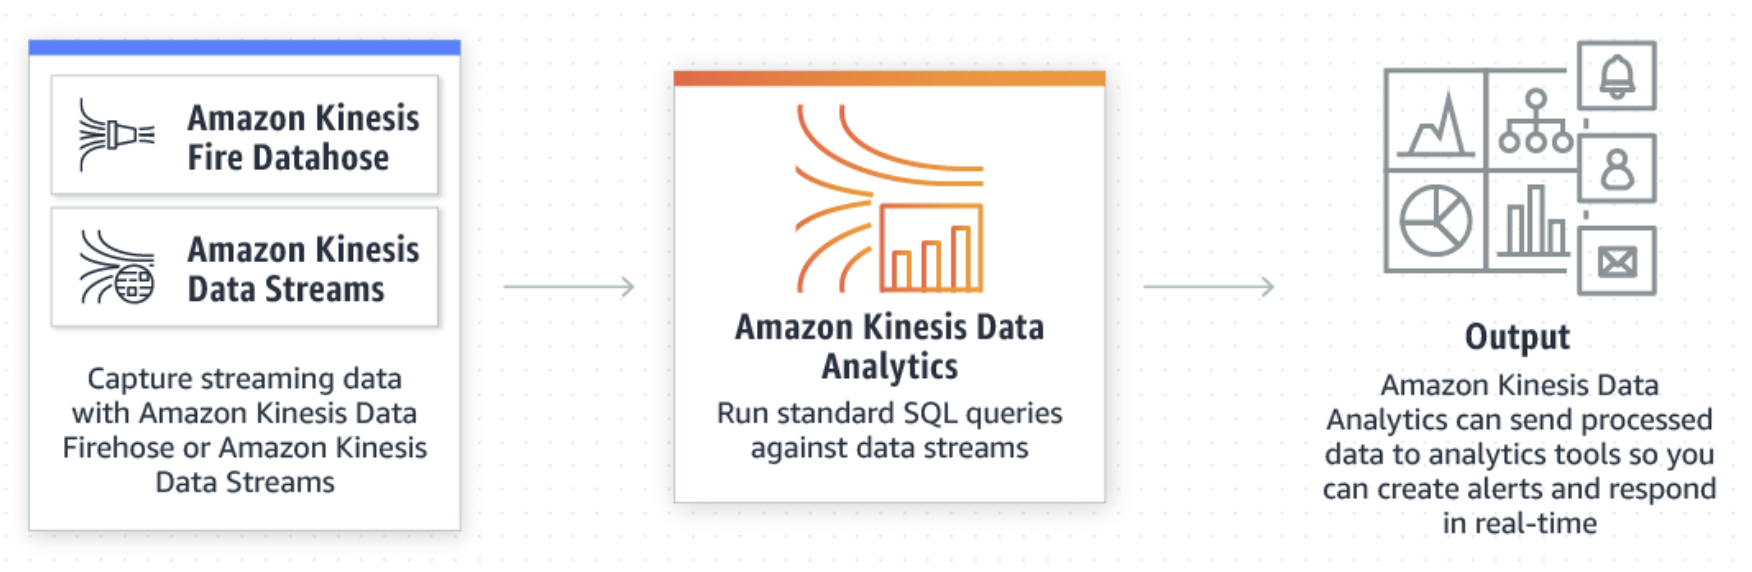 Amazon Kinesis
Fire Datahose
Amazon Kinesis
Data Streams
Capture streaming data
with Amazon Kinesis Data
Firehose or Amazon Kinesis
Data Streams
Amazon Kinesis Data
Analytics
Run standard SQL queries
against data streams
Output
Amazon Kinesis Data
Analytics can send processed
data to analytics tools so you
can create alerts and respond
in real-time